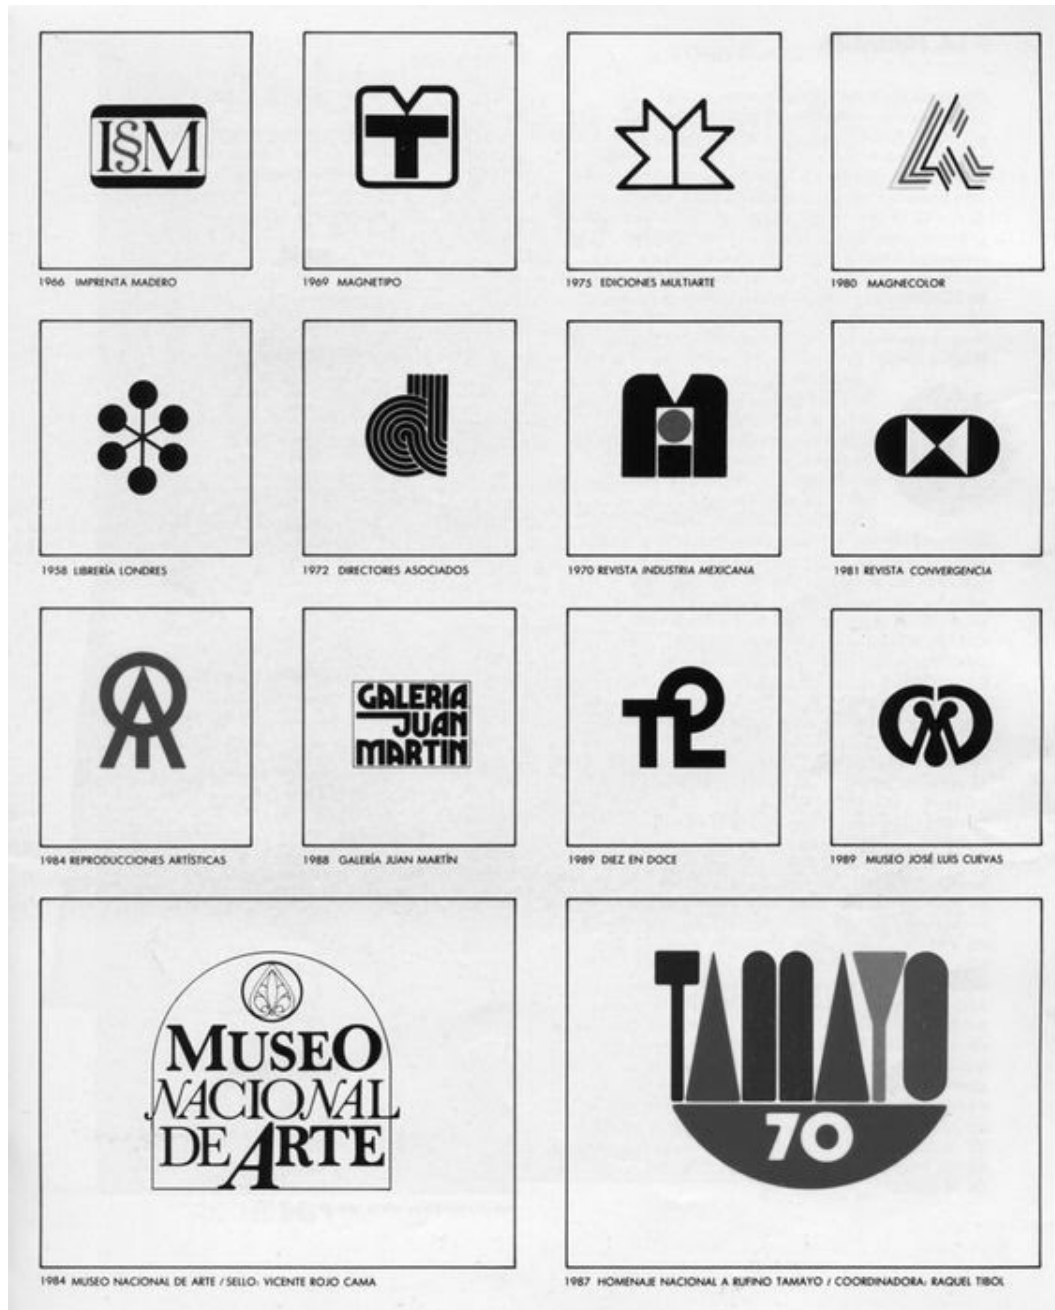 I§M
T
1966 IMPRENTA MADERO
1969 MAGNETIPO
1975 EDICIONES MULTIARTE
1980 MAGNECOLOR
d
1958 LIBRERÍA LONDRES
1972 DIRECTORES ASOCIADOS
1970 REVISTA INDUSTRIA MEXICANA
1981 REVISTA CONVERGENCIA
GALERIA
JUAN
MARTIN
1984 REPRODUCCIONES ARTÍSTICAS
1988 GALERÍA JUAN MARTÍN
1989 DIEZ EN DOCE
1989 MUSEO JOSÉ LUIS CUEVAS
MUSEO
NACIONAL
DE ARTE
TAMAYO
70
1984 MUSEO NACIONAL DE ARTE / SELLO: VICENTE ROJO CAMA
1987 HOMENAJE NACIONAL A RUFINO TAMAYO / COORDINADORA: RAQUEL TIBOL